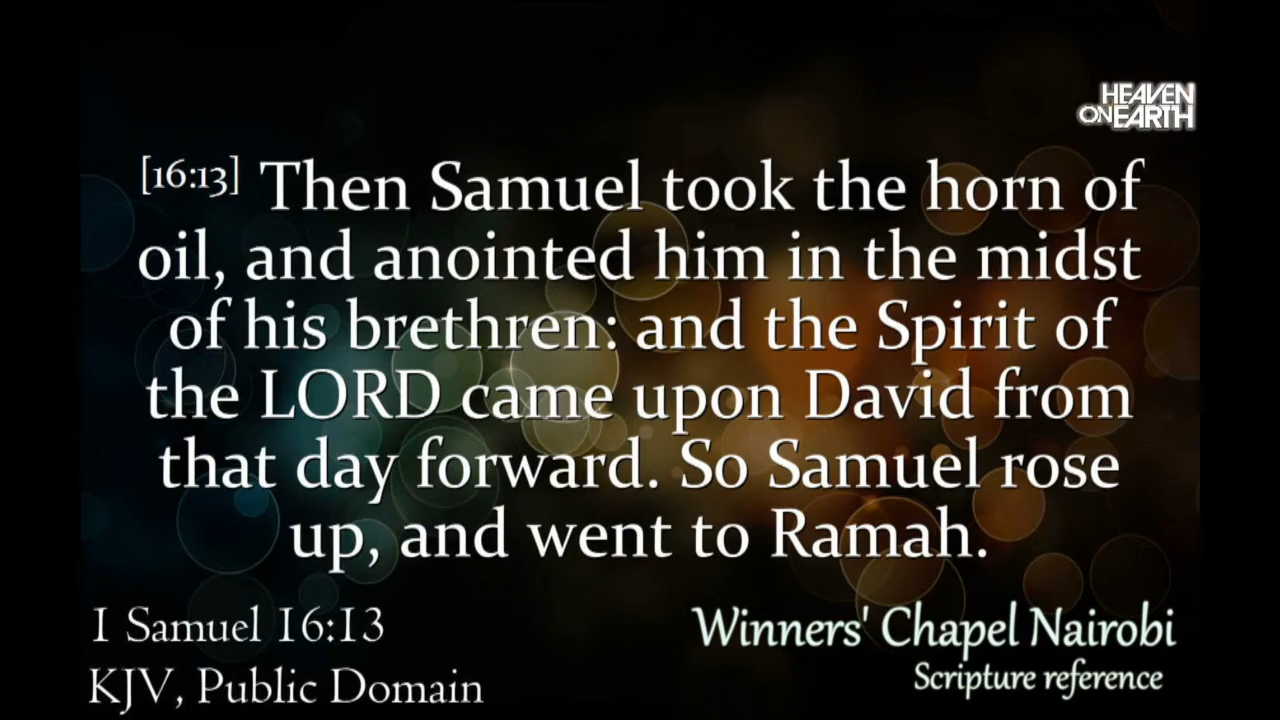 HEAVEN
ON EARTH
[16:13] Then Samuel took the horn of
oil, and anointed him in the midst
of his brethren: and the Spirit of
the LORD came upon David from
that day forward. So Samuel rose
up, and went to Ramah.
I Samuel 16:13
KJV, Public Domain
Winners' Chapel Nairobi
Scripture reference